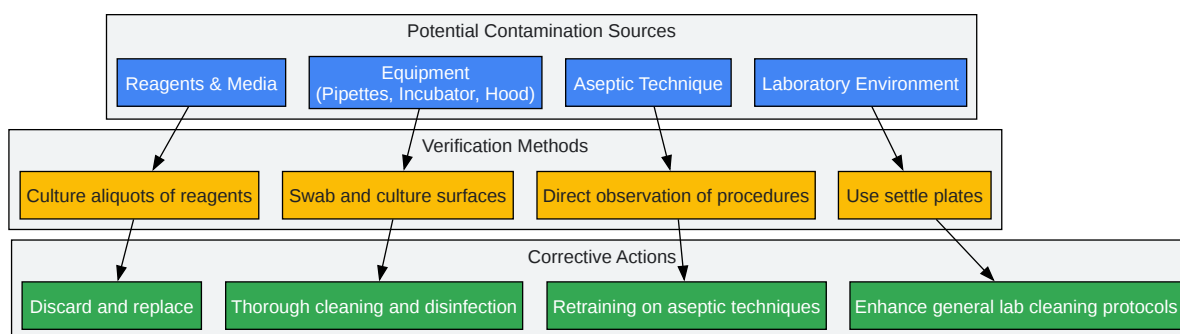 Potential Contamination Sources
Reagents & Media
Equipment
(Pipettes, Incubator, Hood)
Aseptic Technique
Laboratory Environment
Verification Methods
Culture aliquots of reagents
Swab and culture surfaces
Direct observation of procedures
Use settle plates
Corrective Actions
Discard and replace
Thorough cleaning and disinfection
Retraining on aseptic techniques
Enhance general lab cleaning protocols